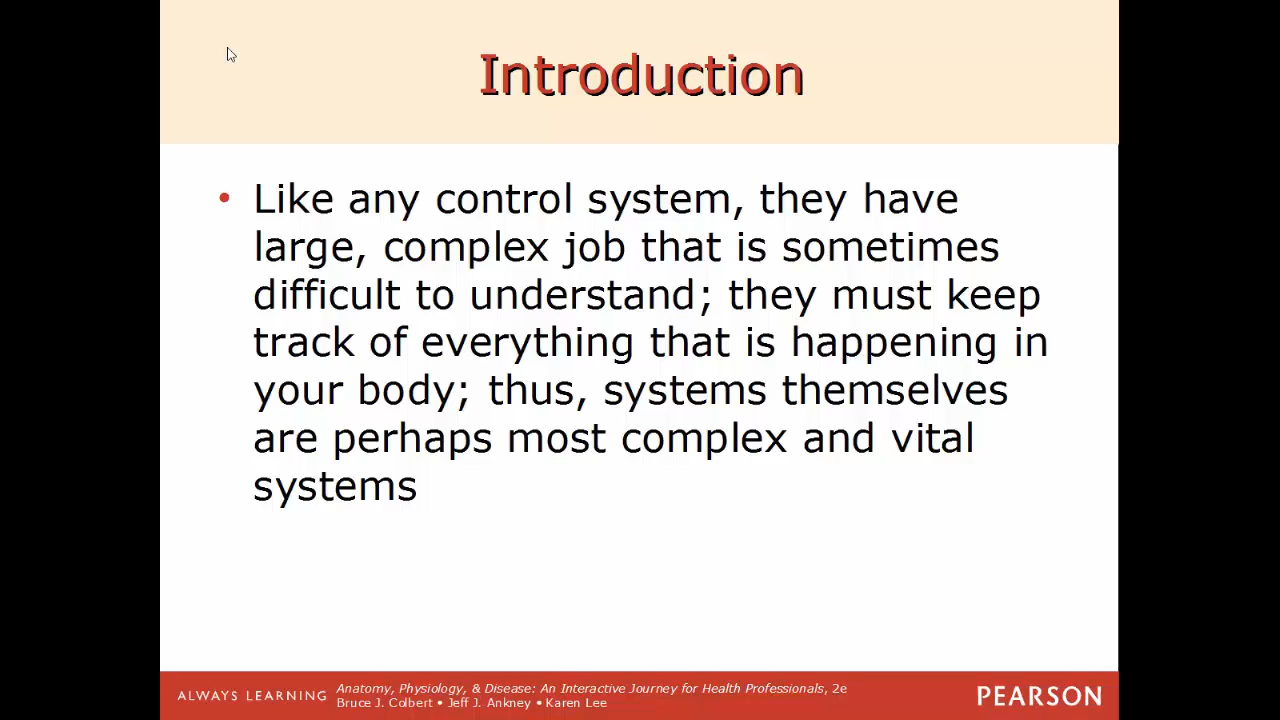 Introduction
• Like any control system, they have
large, complex job that is sometimes
difficult to understand; they must keep
track of everything that is happening in
your body; thus, systems themselves
are perhaps most complex and vital
systems
ALWAYS LEARNING
Anatomy, Physiology, & Disease: An Interactive Journey for Health Professionals, 2e
Bruce J. Colbert • Jeff J. Ankney • Karen Lee
PEARSON